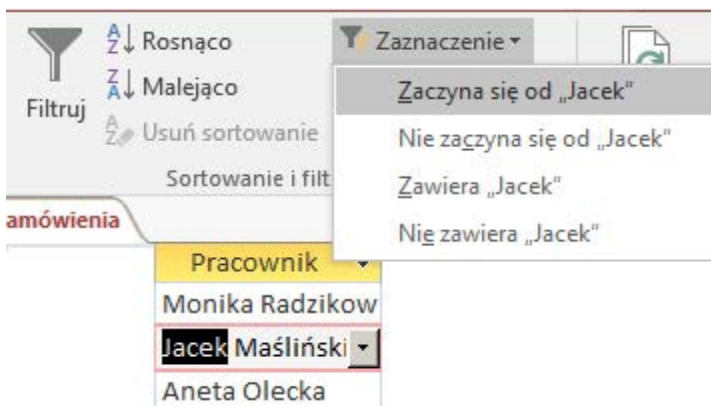 Rosnąco
Malejąco
Usuń sortowanie
Filtruj
Sortowanie i filt
Zaznaczenie
Zaczyna się od „Jacek”
Nie zaczyna się od „Jacek”
Zawiera „Jacek”
Nie zawiera „Jacek”
amówienia
Pracownik
Monika Radzikow
Jacek Maśliński
Aneta Olecka